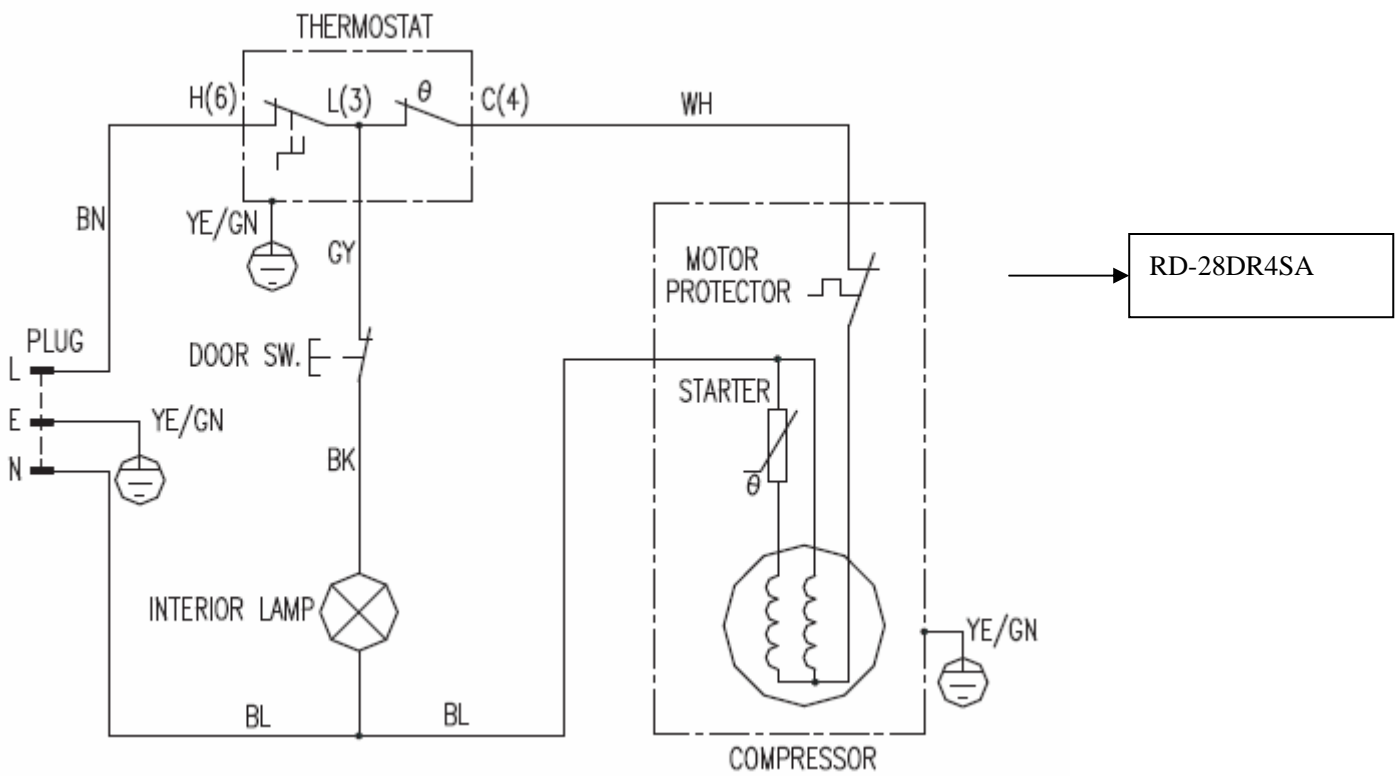 THERMOSTAT
H(6)
L(3)
θ
C(4)
WH
BN
YE/GN
GY
MOTOR
PROTECTOR
RD-28DR4SA
PLUG
L
DOOR SW.
STARTER
E
YE/GN
N
BK
θ
INTERIOR LAMP
YE/GN
BL
BL
COMPRESSOR